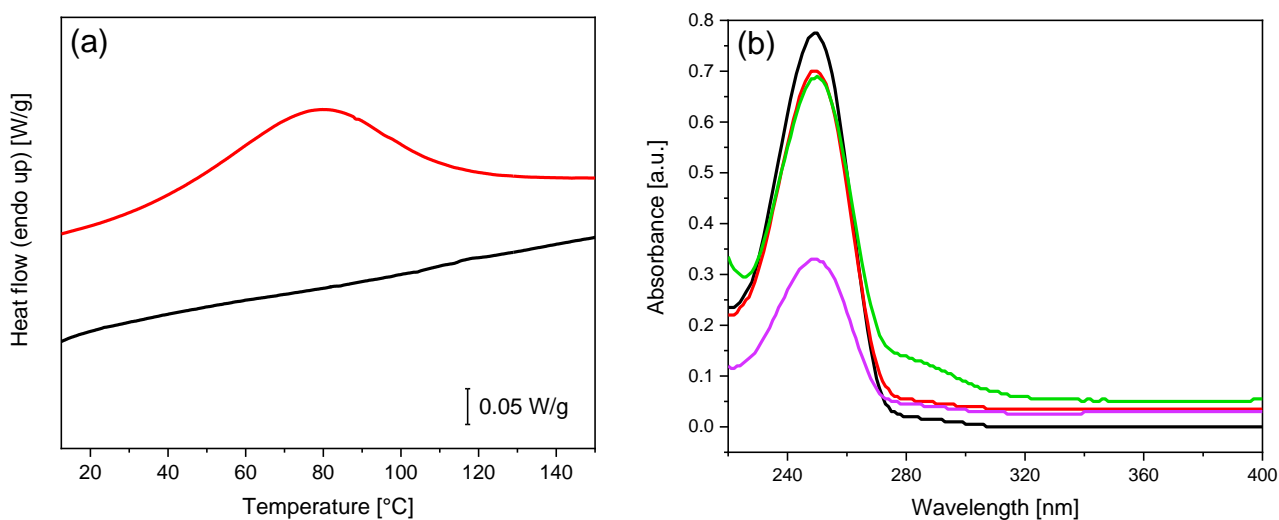 (a)
Heat flow (endo up) [W/g]
0.05 W/g
20 40 60 80 100 120 140
Temperature [°C]
(b)
Absorbance [a.u.]
0.8
0.7
0.6
0.5
0.4
0.3
0.2
0.1
0.0
240 280 320 360 400
Wavelength [nm]